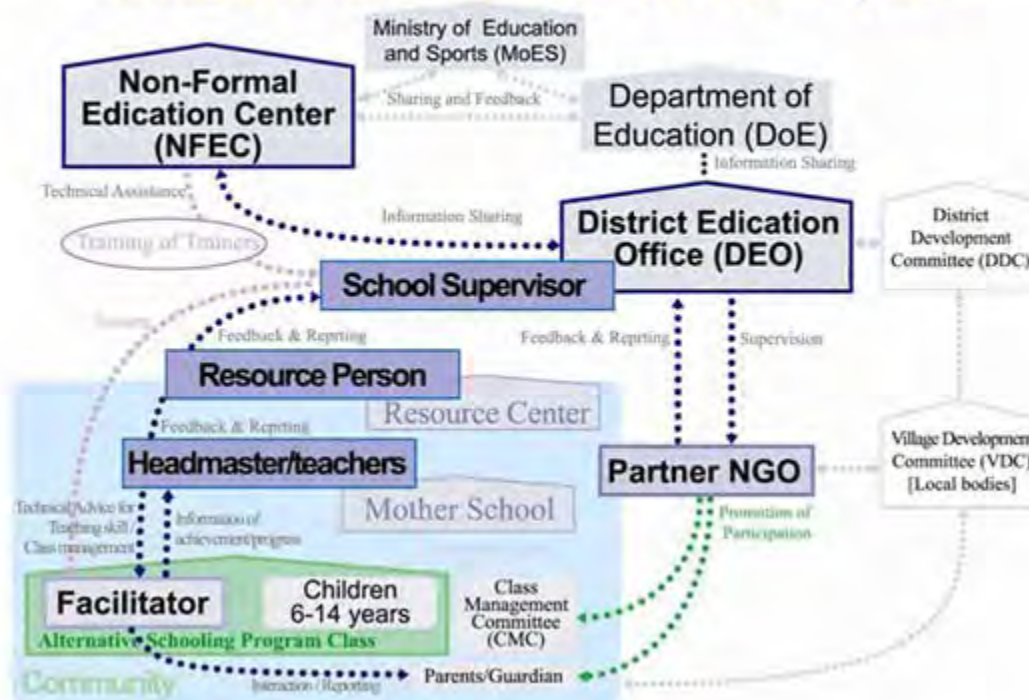 Ministry of Education
and Sports (MoES)
Non-Formal
Edication Center
(NFEC)
Sharing and Feedback
Department of
Education (DoE)
Information Sharing
Technical Assistance
Information Sharing
District Edication
Office (DEO)
District
Development
Committee (DDC)
Training of Trainers
School Supervisor
Feedback & Reprting
Feedback & Reprting
Supervision
Resource Person
Resource Center
Feedback & Reprting
Headmaster/teachers
Partner NGO
Village Development
Committee (VDC)
[Local bodies]
Mother School
Technical Advice for
Teaching skill /
Class management
Information of
achievement/progress
Promotion of
Participation
Facilitator
Children
6-14 years
Class
Management
Committee
(CMC)
Alternative Schooling Program Class
Parents/Guardian
Interaction / Reporting
Community